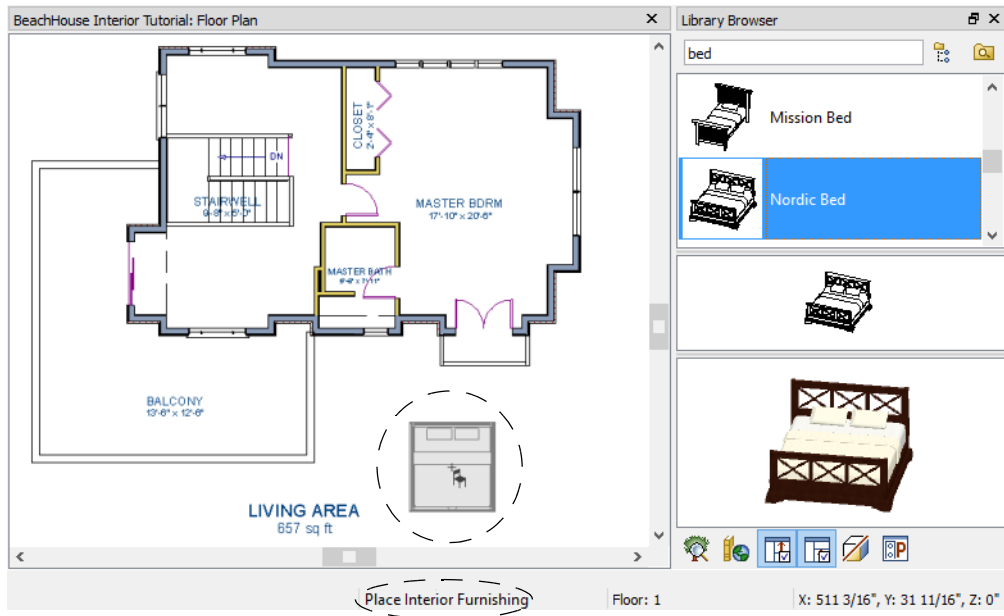 BeachHouse Interior Tutorial: Floor Plan
Library Browser
bed
Mission Bed
Nordic Bed
CLOSET
DN
STAIRWELL
MASTER BDRM
17'-10" x 20'-6"
MASTER BATH
BALCONY
13'-6" x 12'-6"
LIVING AREA
657 sq ft
P
Place Interior Furnishing
Floor: 1
X: 511 3/16", Y: 31 11/16", Z: 0"